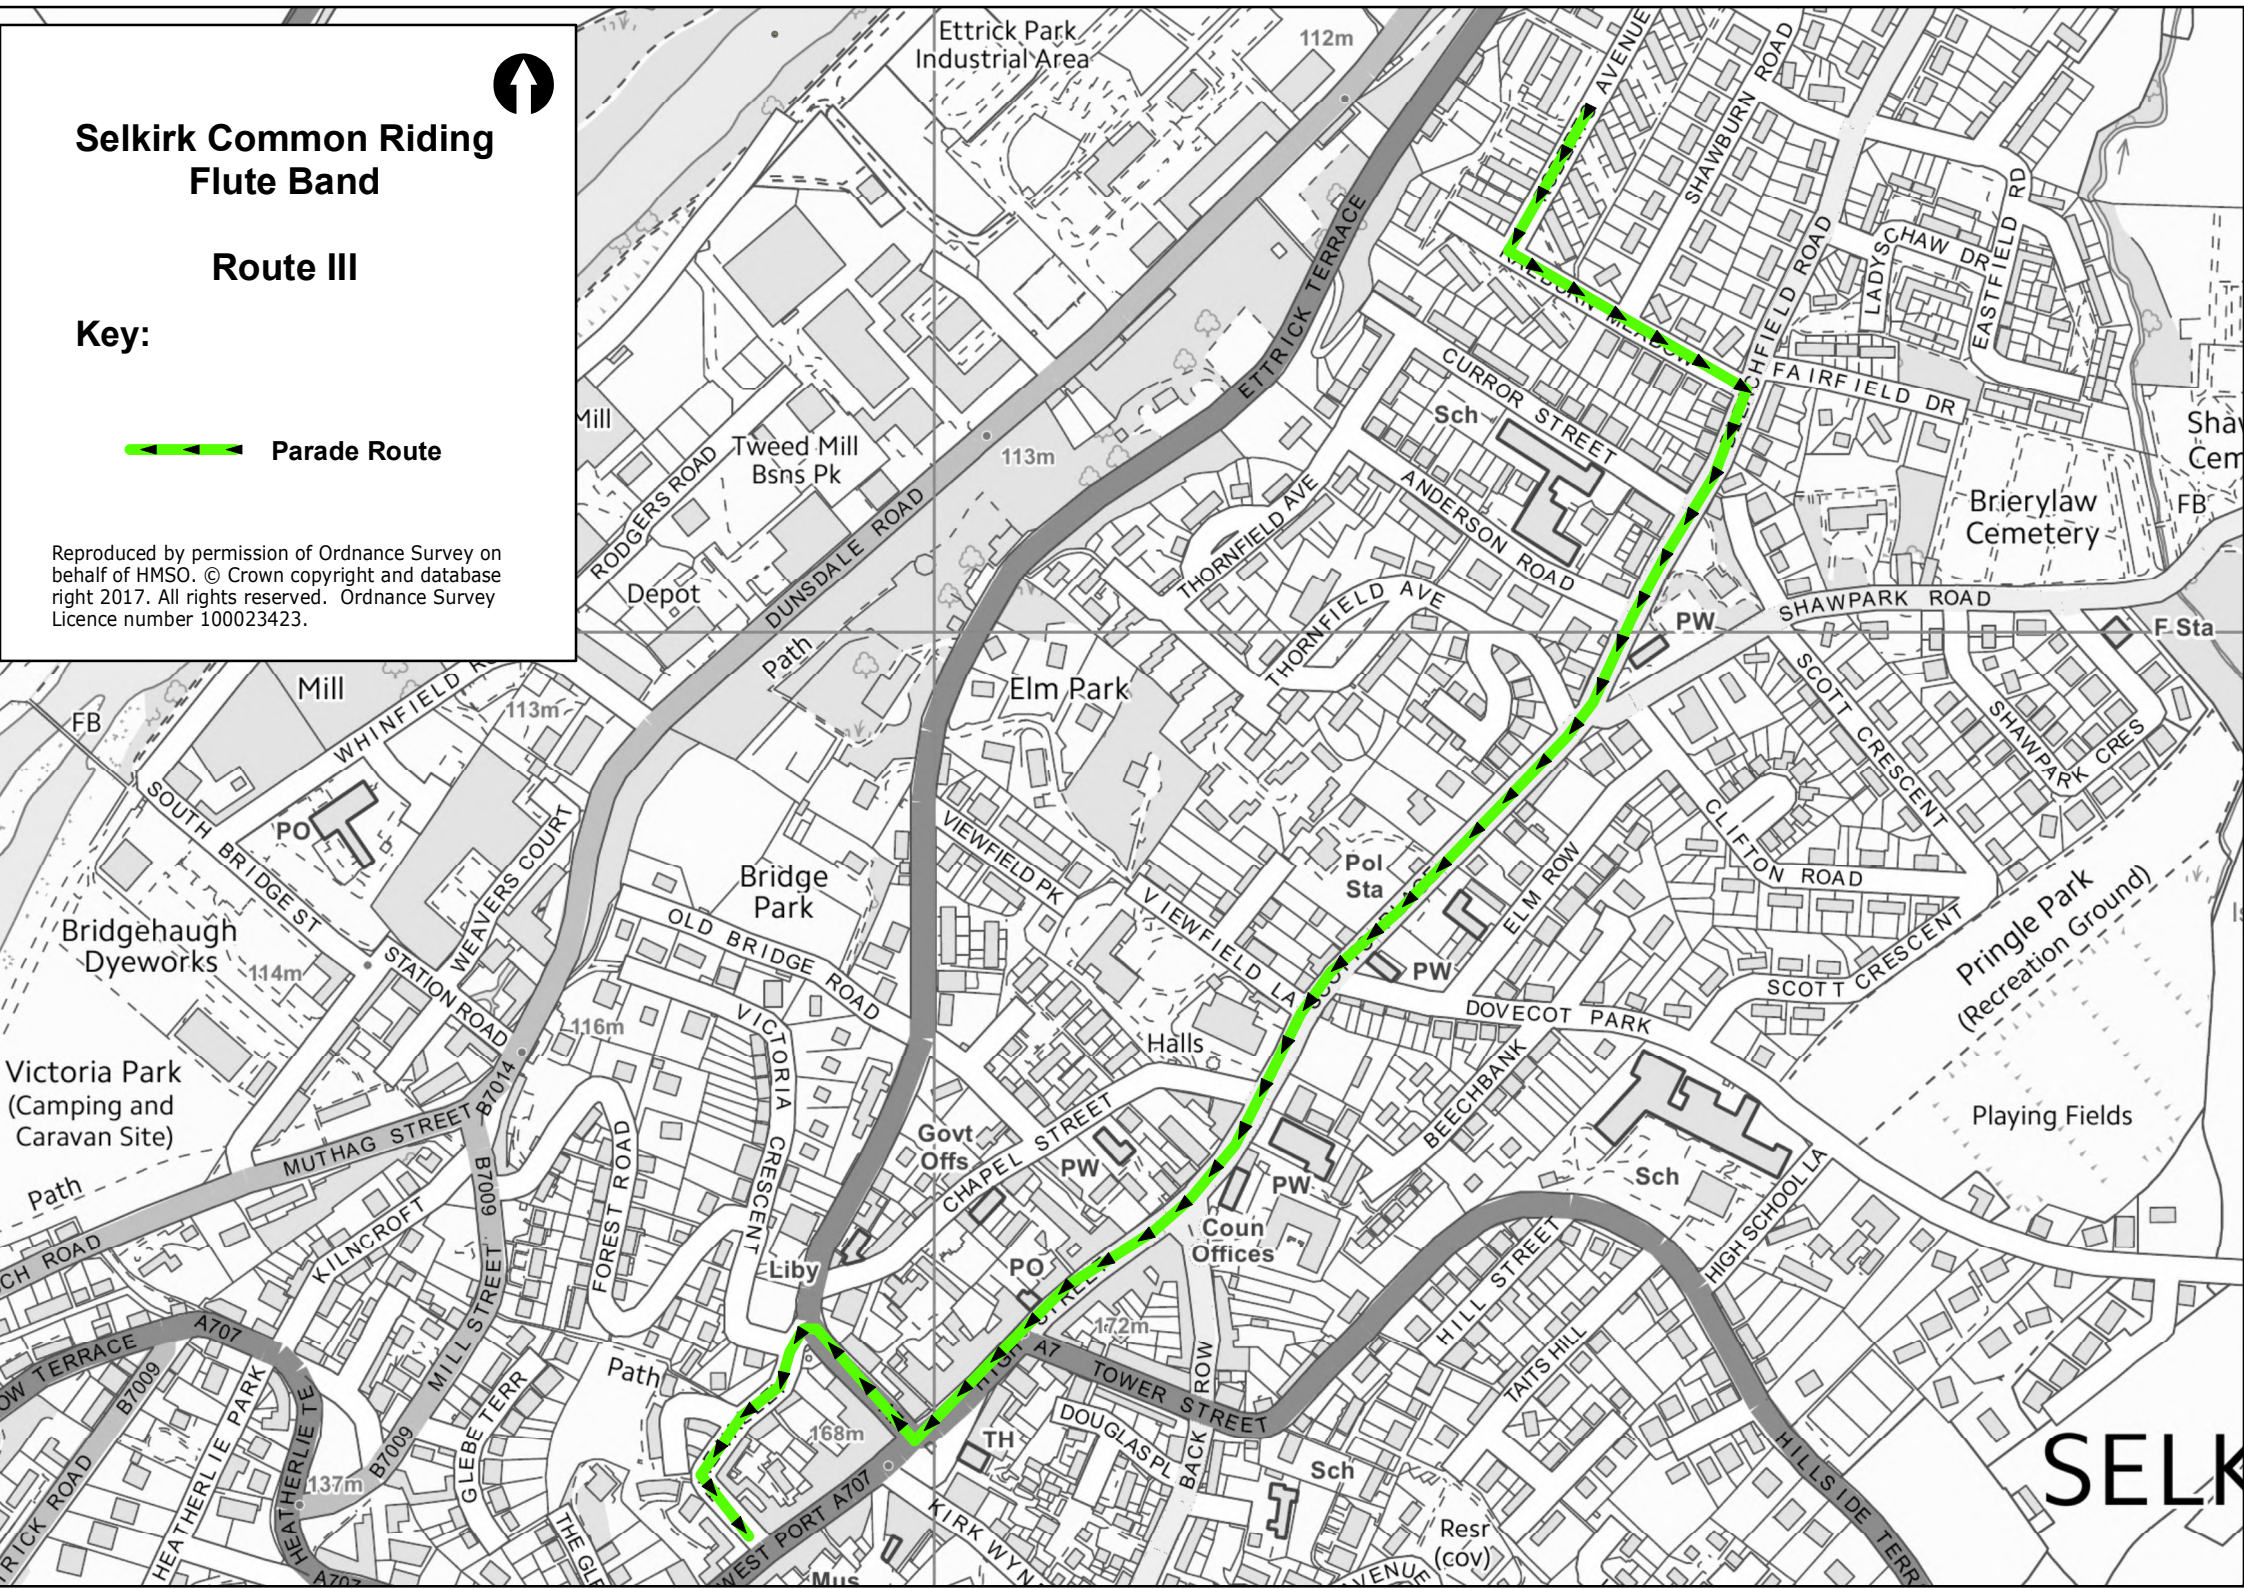 Selkirk Common Riding
Flute Band
Route III
Key:
Parade Route
Reproduced by permission of Ordnance Survey on
behalf of HMSO. © Crown copyright and database
right 2017. All rights reserved. Ordnance Survey
Licence number 100023423.
Ettrick Park
Industrial Area
112m
AVENUE
SHAWBURN ROAD
EASTFIELD RD
LADYSCHAW DR
ROAD
FAIRFIELD DR
ETTRICK TERRACE
CURROR STREET
Sch
ANDERSON ROAD
Mill
Tweed Mill
Bsns Pk
113m
RODGERS ROAD
DUNSDALE ROAD
Depot
Path
THORNFIELD AVE
THORNFIELD AVE
Brierylaw
Cemetery
FB
SHAWPARK ROAD
PW
F Sta
Mill
WHINFIELD
113m
FB
Elm Park
SCOTT CRESCENT
SHAWPARK CRES
SOUTH BRIDGE ST
PO
WEAVERS COURT
VIEWFIELD PK
Bridge
Park
Pol
Sta
ELM ROW
CLIFTON ROAD
Bridgehaugh
Dyeworks
114m
STATION ROAD
OLD BRIDGE ROAD
VIEWFIELD LA
PW
SCOTT CRESCENT
Pringle Park
(Recreation Ground)
116m
VICTORIA CRESCENT
Halls
DOVECOT PARK
BEECHBANK
Victoria Park
(Camping and
Caravan Site)
B7014
MUTHAG STREET
Path
B7009
FOREST ROAD
KILNCROFT
Govt
Offs
CHAPEL STREET
PW
PW
Coun
Offices
Sch
HIGH SCHOOL LA
Playing Fields
HILL STREET
TAITS HILL
Liby
PO
172m
A7
TOWER STREET
BACK ROW
DOUGLAS PL
TH
168m
Path
MILL STREET
B7009
GLEBE TERR
A707
TERRACE
B7009
HEATHERLIE PARK
HEATHERLIE TE
137m
A707
WEST PORT A707
KIRK WYN
Mus
Sch
Resr
(cov)
AVENUE
HILLSIDE TERR
SELK